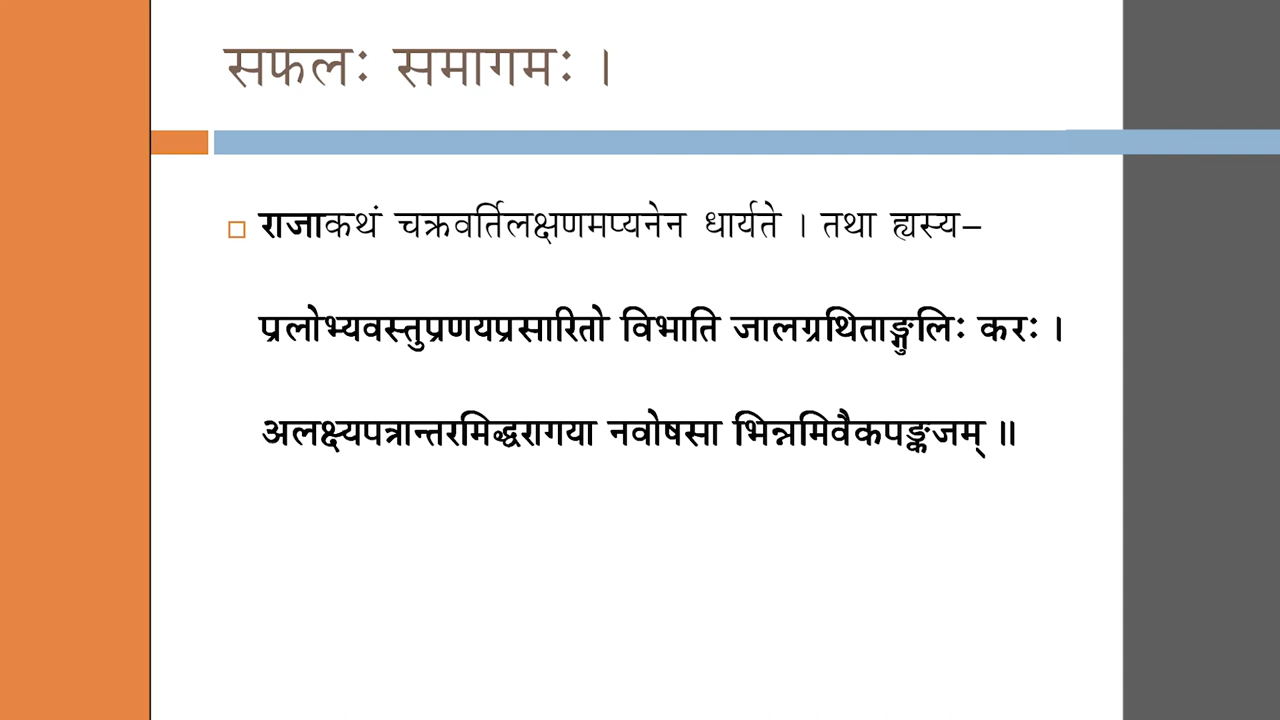 सफलः समागमः ।
राजाकथं चक्रवर्तिलक्षणमप्यनेन धार्यते । तथा ह्यस्य–
प्रलोभ्यवस्तुप्रणयप्रसारितो विभाति जालग्रथिताङ्गुलिः करः ।
अलक्ष्यपत्रान्तरमिद्धरागया नवोषसा भिन्नमिवैकपङ्कजम् ॥